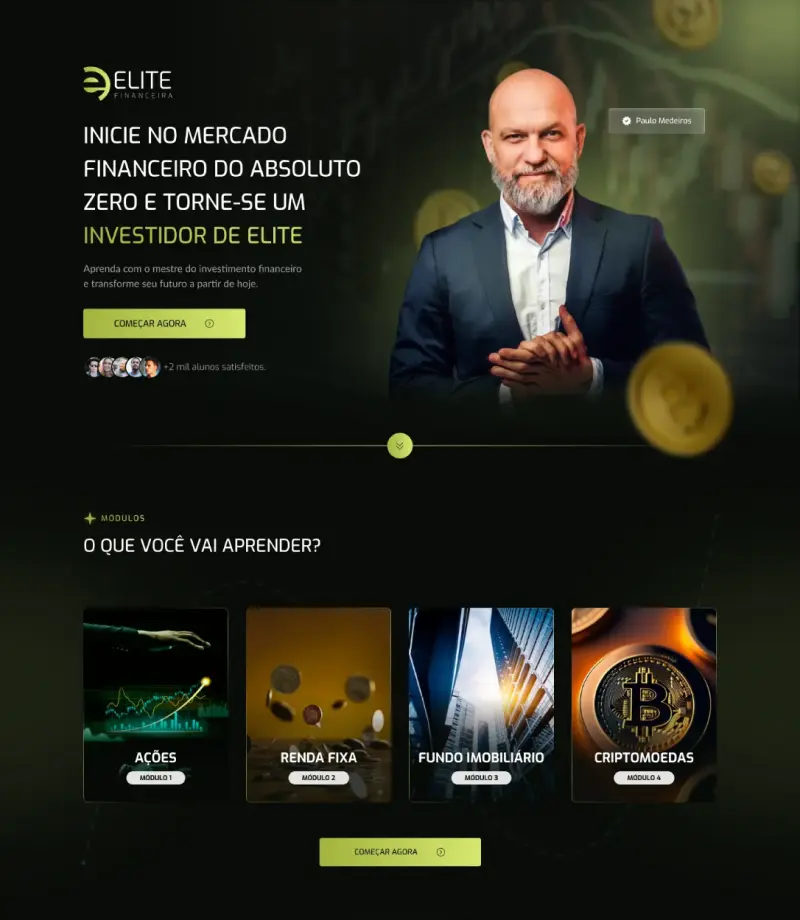 ELITE
FINANCEIRA
INICIE NO MERCADO
FINANCEIRO DO ABSOLUTO
ZERO E TORNE-SE UM
INVESTIDOR DE ELITE
Aprenda com o mestre do investimento financeiro
e transforme seu futuro a partir de hoje.
COMEÇAR AGORA
+2 mil alunos satisfeitos.
Paulo Medeiros
MÓDULOS
O QUE VOCÊ VAI APRENDER?
AÇÕES
MÓDULO 1
RENDA FIXA
MÓDULO 2
FUNDO IMOBILIÁRIO
MÓDULO 3
CRIPTOMOEDAS
MÓDULO 4
COMEÇAR AGORA